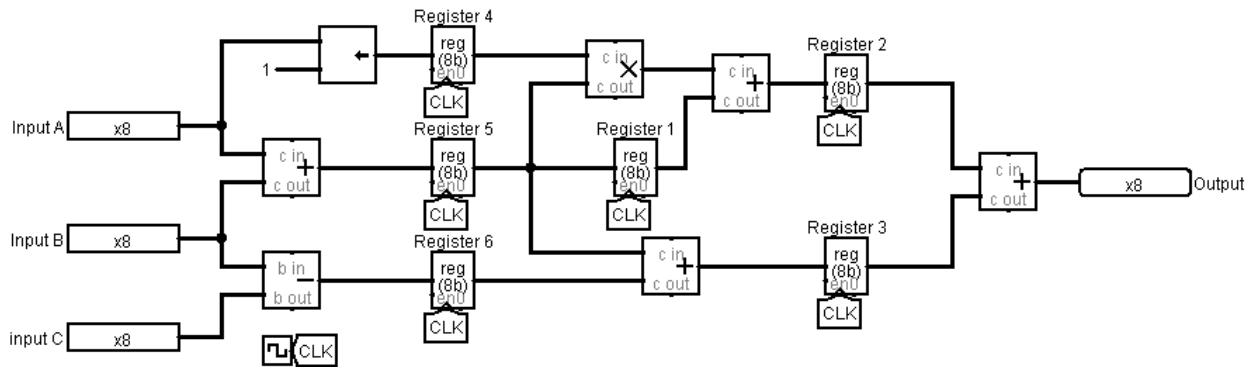 Register 4
reg
(8b)
en0
CLK
1
c in
×
c out
c in
+
c out
Register 2
reg
(8b)
en0
CLK
Input A
x8
Register 5
reg
(8b)
en0
CLK
Register 1
reg
(8b)
en0
CLK
c in
+
c out
c in
+
c out
x8
Output
Input B
x8
Register 6
reg
(8b)
en0
CLK
c in
+
c out
Register 3
reg
(8b)
en0
CLK
b in
−
b out
input C
x8
CLK